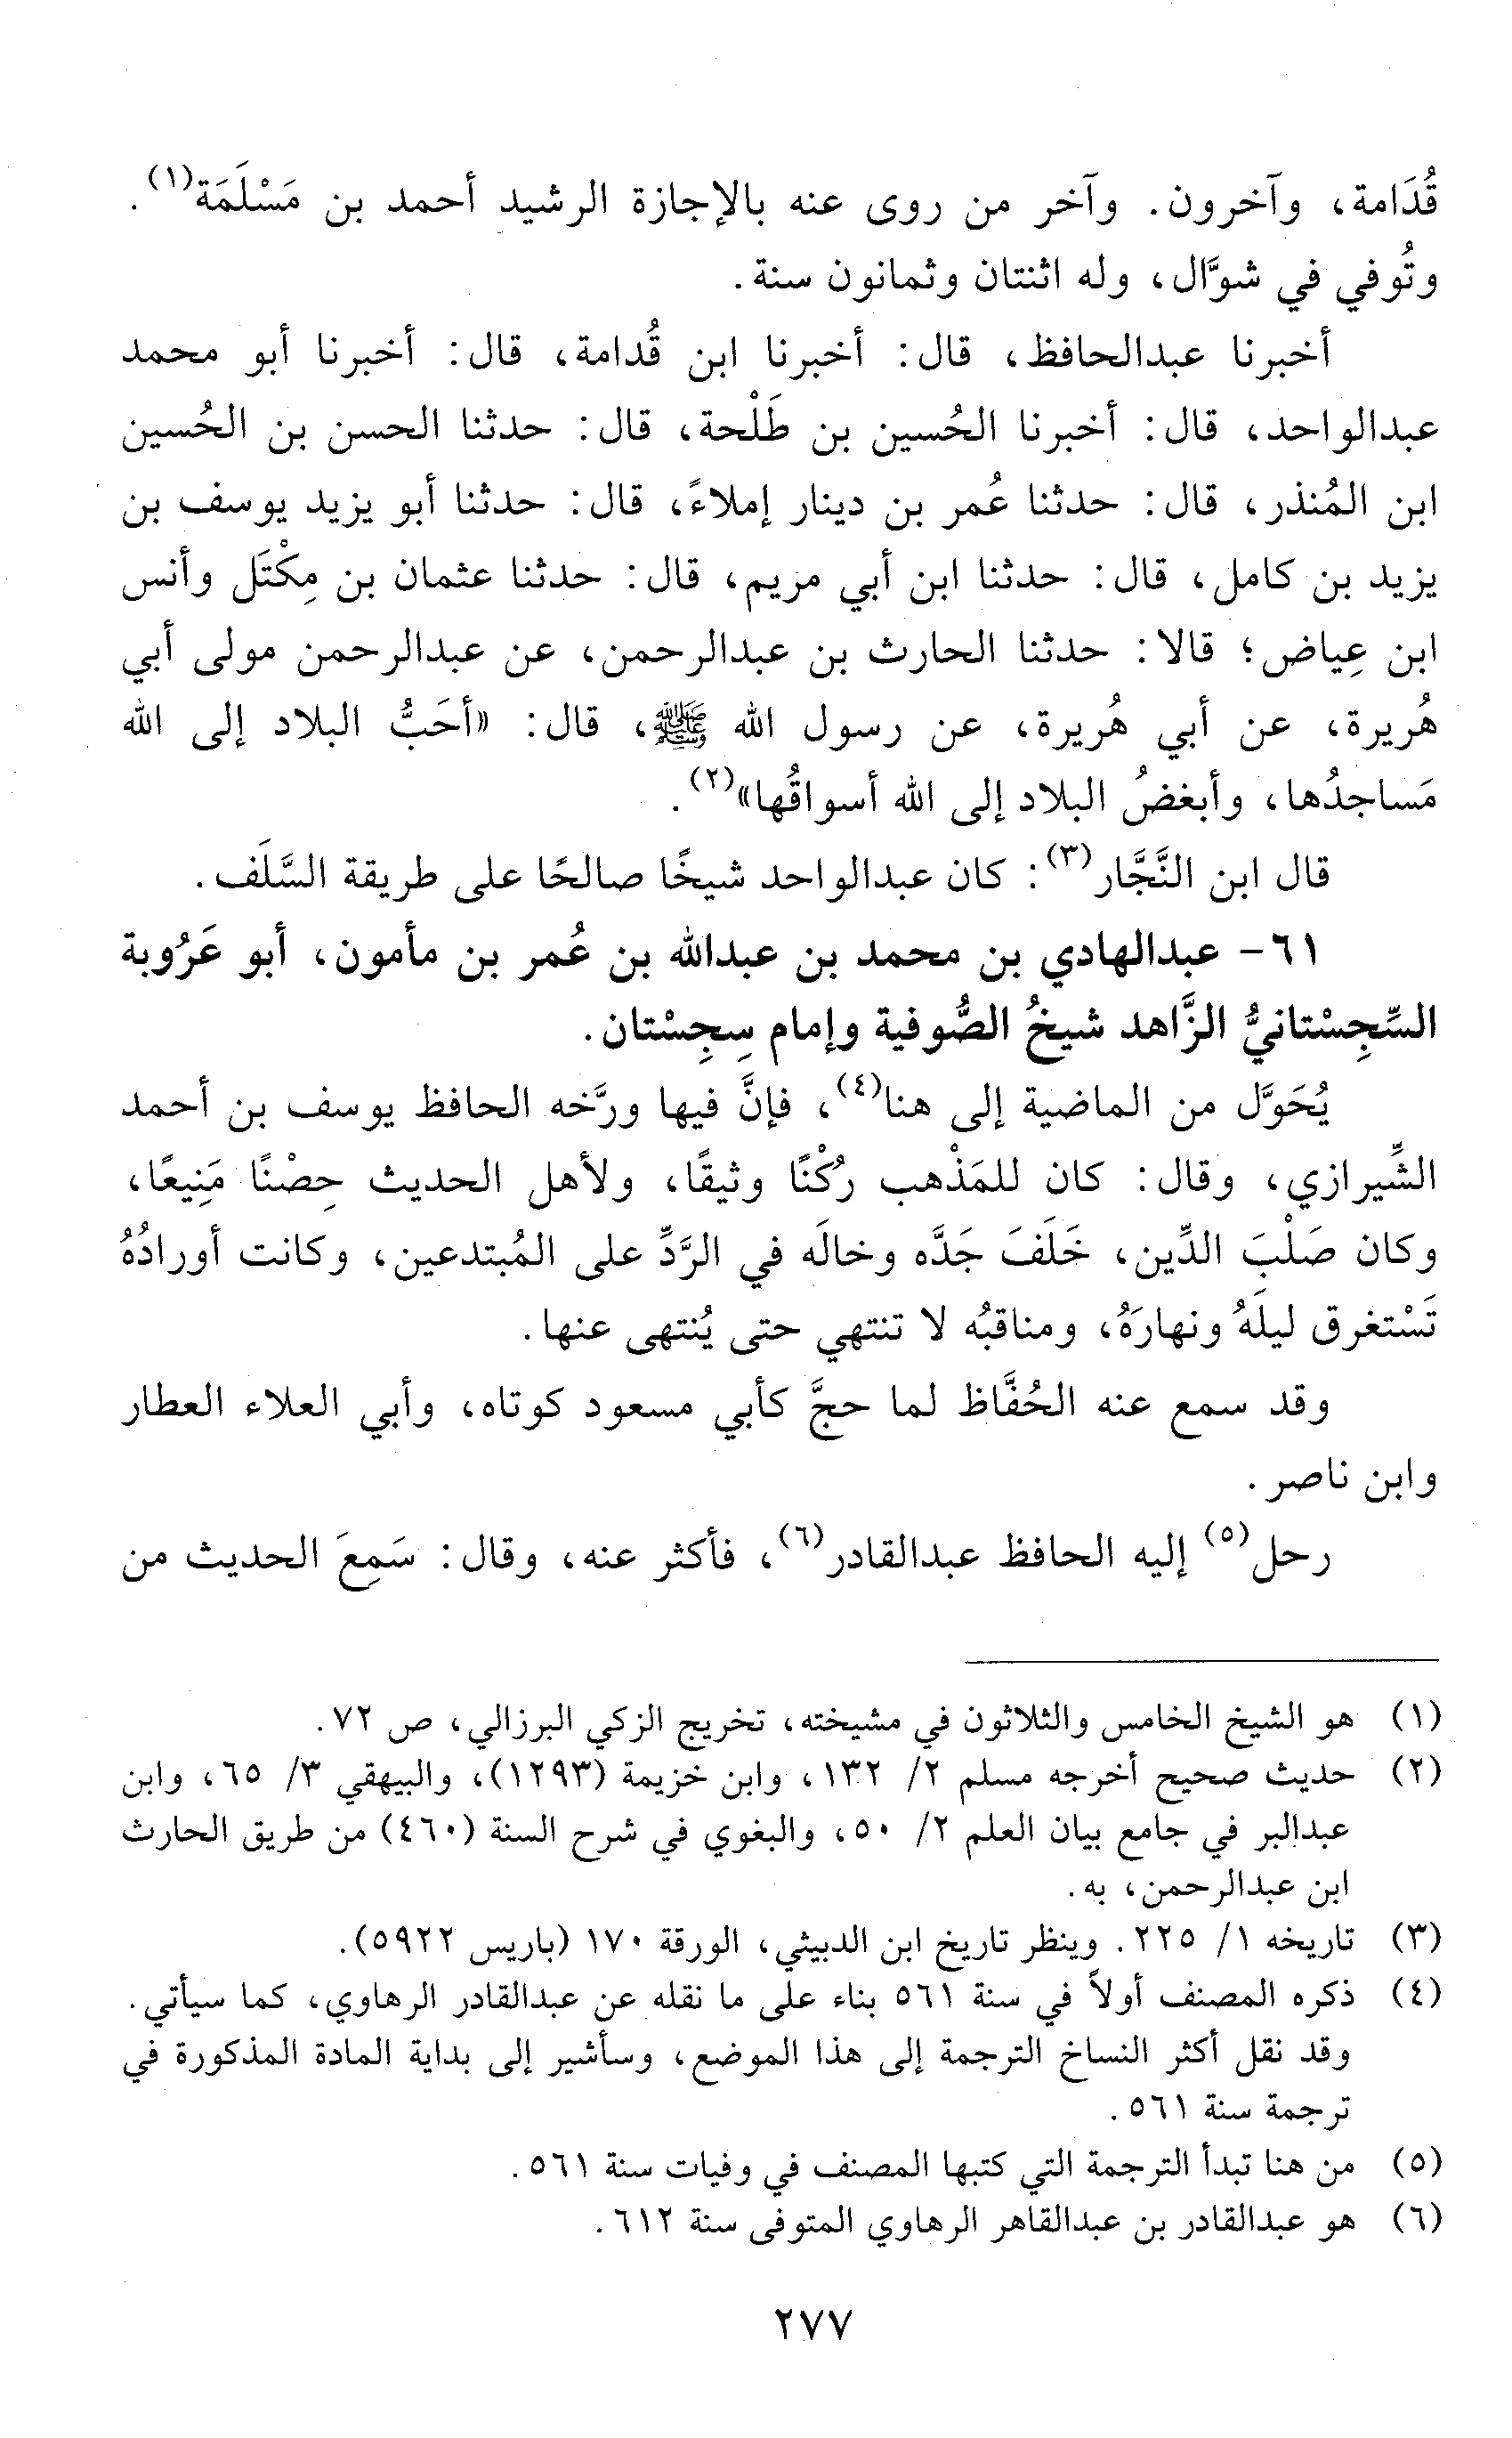 قُدَامة، وآخرون. وآخر من روى عنه بالإجازة الرشيد أحمد بن مَسْلَمَة(١).
وتُوفي في شوَّال، وله اثنتان وثمانون سنة.
أخبرنا عبدالحافظ، قال: أخبرنا ابن قُدامة، قال: أخبرنا أبو محمد
عبدالواحد، قال: أخبرنا الحُسين بن طَلْحة، قال: حدثنا الحسن بن الحُسين
ابن المُنذر، قال: حدثنا عُمر بن دينار إملاءً، قال: حدثنا أبو يزيد يوسف بن
يزيد بن كامل، قال: حدثنا ابن أبي مريم، قال: حدثنا عثمان بن مِكْتَل وأنس
ابن عِياض؛ قالا: حدثنا الحارث بن عبدالرحمن، عن عبدالرحمن مولى أبي
هُريرة، عن أبي هُريرة، عن رسول الله ﷺ، قال: «أحَبُّ البلاد إلى الله
مَساجدُها، وأبغضُ البلاد إلى الله أسواقُها»(٢).
قال ابن النَّجَّار(٣): كان عبدالواحد شيخًا صالحًا على طريقة السَّلَف.
٦١- عبدالهادي بن محمد بن عبدالله بن عُمر بن مأمون، أبو عَرُوبة
السِّجِسْتانيُّ الزَّاهد شيخُ الصُّوفية وإمام سِجِسْتان.
يُحَوَّل من الماضية إلى هنا(٤)، فإنَّ فيها ورَّخه الحافظ يوسف بن أحمد
الشِّيرازي، وقال: كان للمَذْهب رُكْنًا وثيقًا، ولأهل الحديث حِصْنًا مَنِيعًا،
وكان صَلْبَ الدِّين، خَلَفَ جَدَّه وخالَه في الرَّدِّ على المُبتدعين، وكانت أورادُهُ
تَسْتغرق ليلَهُ ونهارَهُ، ومناقبُه لا تنتهي حتى يُنتهى عنها.
وقد سمع عنه الحُفَّاظ لما حجَّ كأبي مسعود كوتاه، وأبي العلاء العطار
وابن ناصر.
رحل(٥) إليه الحافظ عبدالقادر(٦)، فأكثر عنه، وقال: سَمِعَ الحديث من
(١) هو الشيخ الخامس والثلاثون في مشيخته، تخريج الزكي البرزالي، ص ٧٢.
(٢) حديث صحيح أخرجه مسلم ٢/ ١٣٢، وابن خزيمة (١٢٩٣)، والبيهقي ٣/ ٦٥، وابن
عبدالبر في جامع بيان العلم ٢/ ٥٠، والبغوي في شرح السنة (٤٦٠) من طريق الحارث
ابن عبدالرحمن، به.
(٣) تاريخه ١/ ٢٢٥. وينظر تاريخ ابن الدبيثي، الورقة ١٧٠ (باريس ٥٩٢٢).
(٤) ذكره المصنف أولاً في سنة ٥٦١ بناء على ما نقله عن عبدالقادر الرهاوي، كما سيأتي.
وقد نقل أكثر النساخ الترجمة إلى هذا الموضع، وسأشير إلى بداية المادة المذكورة في
ترجمة سنة ٥٦١.
(٥) من هنا تبدأ الترجمة التي كتبها المصنف في وفيات سنة ٥٦١.
(٦) هو عبدالقادر بن عبدالقاهر الرهاوي المتوفى سنة ٦١٢.
٢٧٧